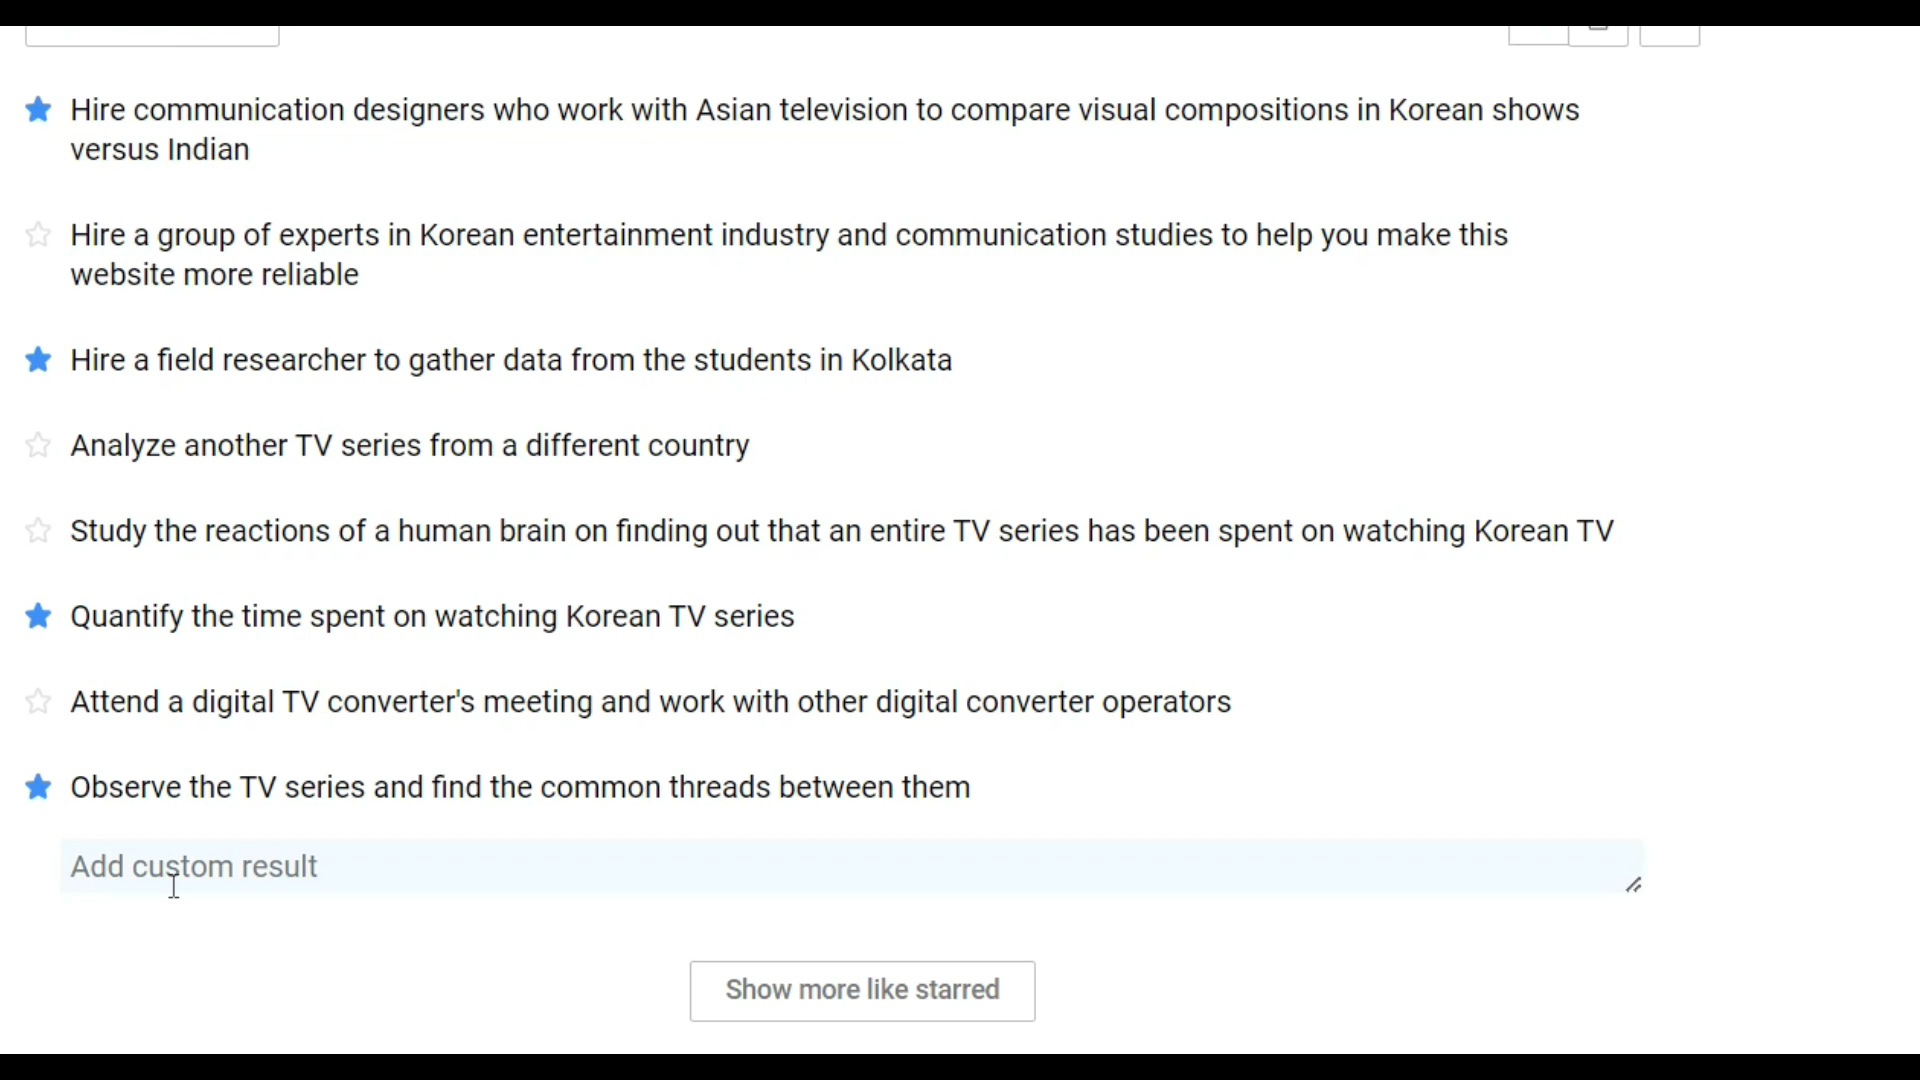 Hire communication designers who work with Asian television to compare visual compositions in Korean shows
versus Indian
Hire a group of experts in Korean entertainment industry and communication studies to help you make this
website more reliable
Hire a field researcher to gather data from the students in Kolkata
Analyze another TV series from a different country
Study the reactions of a human brain on finding out that an entire TV series has been spent on watching Korean TV
Quantify the time spent on watching Korean TV series
Attend a digital TV converter's meeting and work with other digital converter operators
Observe the TV series and find the common threads between them
Add custom result
Show more like starred